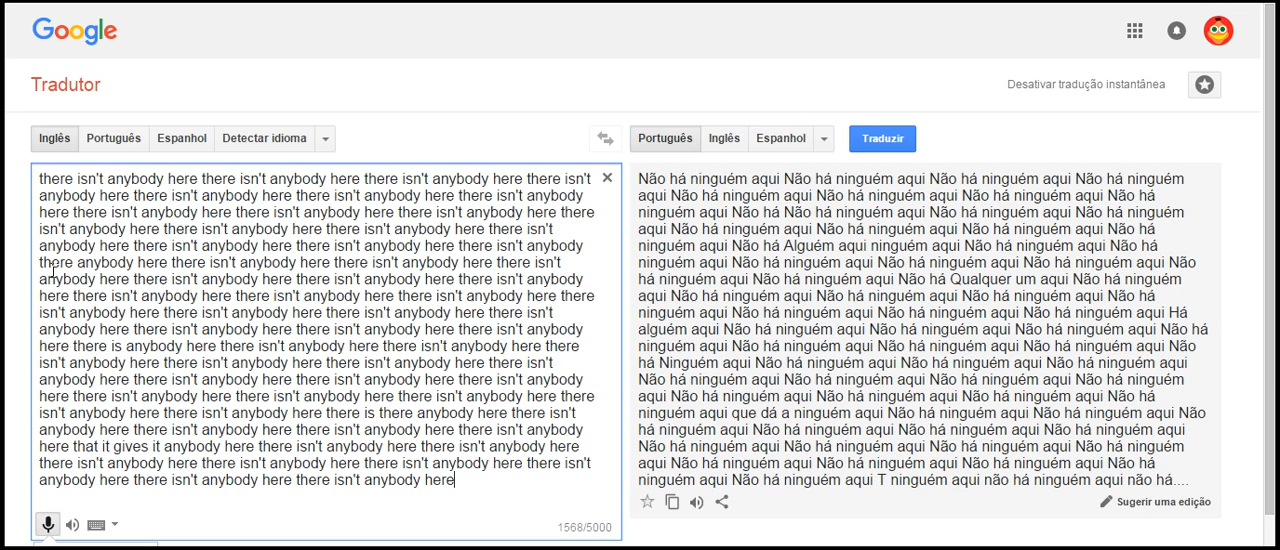 Google
Tradutor
Desativar tradução instantânea
Inglês Português Espanhol Detectar idioma
Português Inglês Espanhol Traduzir
there isn't anybody here there isn't anybody here there isn't anybody here there isn't
anybody here there isn't anybody here there isn't anybody here there isn't anybody
here there isn't anybody here there isn't anybody here there isn't anybody here there
isn't anybody here there isn't anybody here there isn't anybody here there isn't
anybody here there isn't anybody here there isn't anybody here there isn't anybody
there anybody here there isn't anybody here there isn't anybody here there isn't
anybody here there isn't anybody here there isn't anybody here there isn't anybody
here there isn't anybody here there isn't anybody here there isn't anybody here there
isn't anybody here there isn't anybody here there isn't anybody here there isn't
anybody here there isn't anybody here there isn't anybody here there isn't anybody
here there is anybody here there isn't anybody here there isn't anybody here there
isn't anybody here there isn't anybody here there isn't anybody here there isn't
anybody here there isn't anybody here there isn't anybody here there isn't anybody
here there isn't anybody here there isn't anybody here there isn't anybody here there
isn't anybody here there isn't anybody here there is there anybody here there isn't
anybody here there isn't anybody here there isn't anybody here there isn't anybody
here that it gives it anybody here there isn't anybody here there isn't anybody here
there isn't anybody here there isn't anybody here there isn't anybody here there isn't
anybody here there isn't anybody here there isn't anybody here
1568/5000
Não há ninguém aqui Não há ninguém aqui Não há ninguém aqui Não há ninguém
aqui Não há ninguém aqui Não há ninguém aqui Não há ninguém aqui Não há
ninguém aqui Não há Não há ninguém aqui Não há ninguém aqui Não há ninguém
aqui Não há ninguém aqui Não há ninguém aqui Não há ninguém aqui Não há
ninguém aqui Não há Alguém aqui ninguém aqui Não há ninguém aqui Não há
ninguém aqui Não há ninguém aqui Não há ninguém aqui Não há ninguém aqui Não
há ninguém aqui Não há ninguém aqui Não há Qualquer um aqui Não há ninguém
aqui Não há ninguém aqui Não há ninguém aqui Não há ninguém aqui Não há
ninguém aqui Não há ninguém aqui Não há ninguém aqui Não há ninguém aqui Há
alguém aqui Não há ninguém aqui Não há ninguém aqui Não há ninguém aqui Não há
ninguém aqui Não há ninguém aqui Não há ninguém aqui Não há ninguém aqui Não
há Ninguém aqui Não há ninguém aqui Não há ninguém aqui Não há ninguém aqui
Não há ninguém aqui Não há ninguém aqui Não há ninguém aqui Não há ninguém
aqui Não há ninguém aqui Não há ninguém aqui Não há ninguém aqui Não há
ninguém aqui que dá a ninguém aqui Não há ninguém aqui Não há ninguém aqui Não
há ninguém aqui Não há ninguém aqui Não há ninguém aqui Não há ninguém aqui
Não há ninguém aqui Não há ninguém aqui Não há ninguém aqui Não há ninguém
aqui Não há ninguém aqui Não há ninguém aqui Não há ninguém aqui Não há
ninguém aqui Não há ninguém aqui T ninguém aqui não há ninguém aqui não há....
Sugerir uma edição